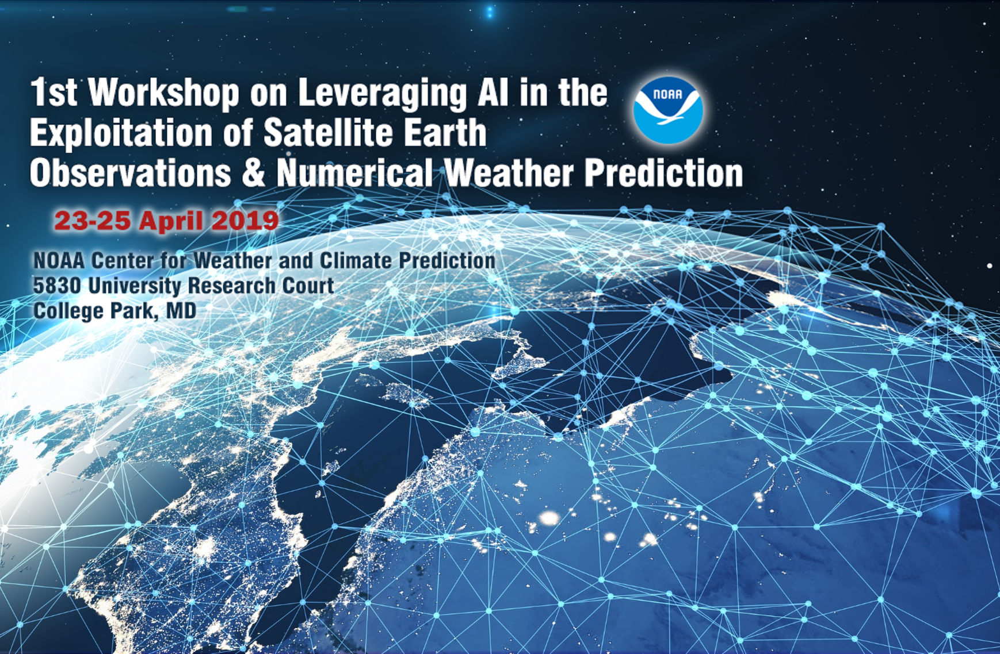 1st Workshop on Leveraging AI in the
NOAA
Exploitation of Satellite Earth
Observations & Numerical Weather Prediction
23-25 April 2019
NOAA Center for Weather and Climate Prediction
5830 University Research Court
College Park, MD